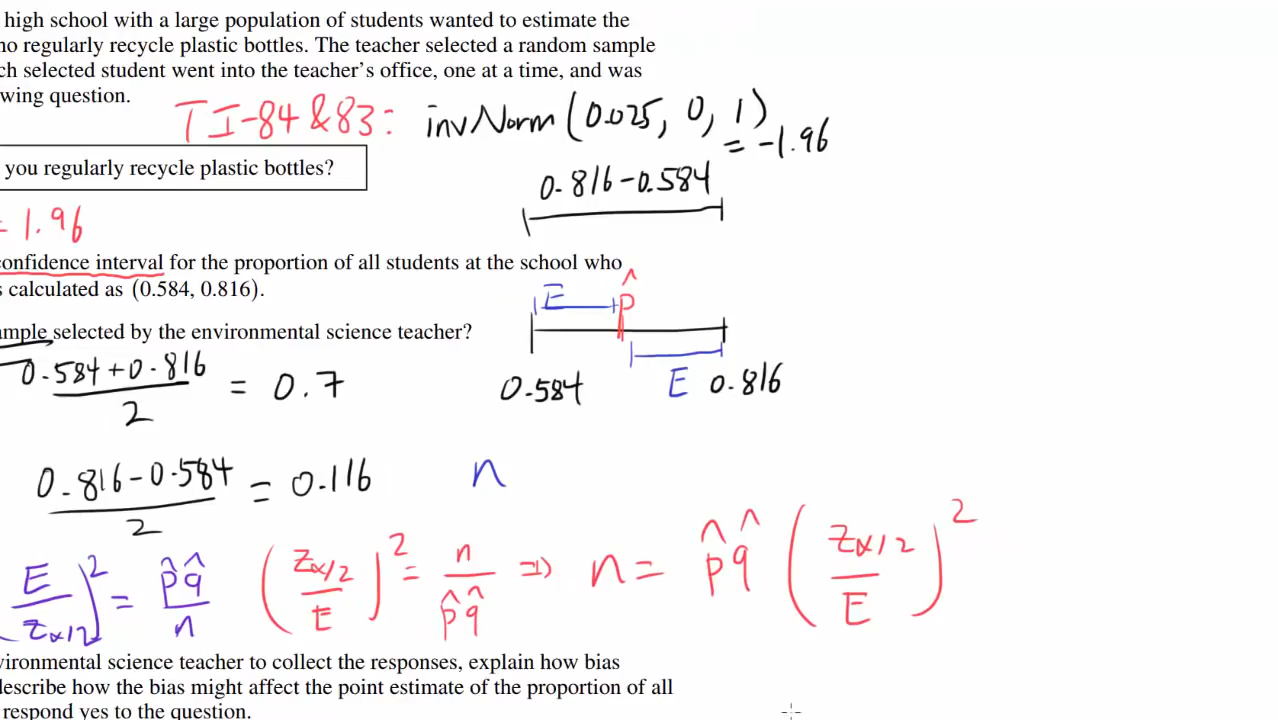 high school with a large population of students wanted to estimate the
no regularly recycle plastic bottles. The teacher selected a random sample
ch selected student went into the teacher's office, one at a time, and was
wing question.
TI-84 & 83: invNorm(0.025, 0, 1)
= -1.96
you regularly recycle plastic bottles?
0.816-0.584
= 1.96
confidence interval for the proportion of all students at the school who
s calculated as (0.584, 0.816).
E p̂
ample selected by the environmental science teacher?
0.584+0.816
/2 = 0.7
0.584 E 0.816
0.816-0.584
/2 = 0.116
n
(E/Zα/2)² = p̂q̂/n (Zα/2/E)² = n/p̂q̂ => n = p̂q̂(Zα/2/E)²
vironmental science teacher to collect the responses, explain how bias
describe how the bias might affect the point estimate of the proportion of all
respond yes to the question.